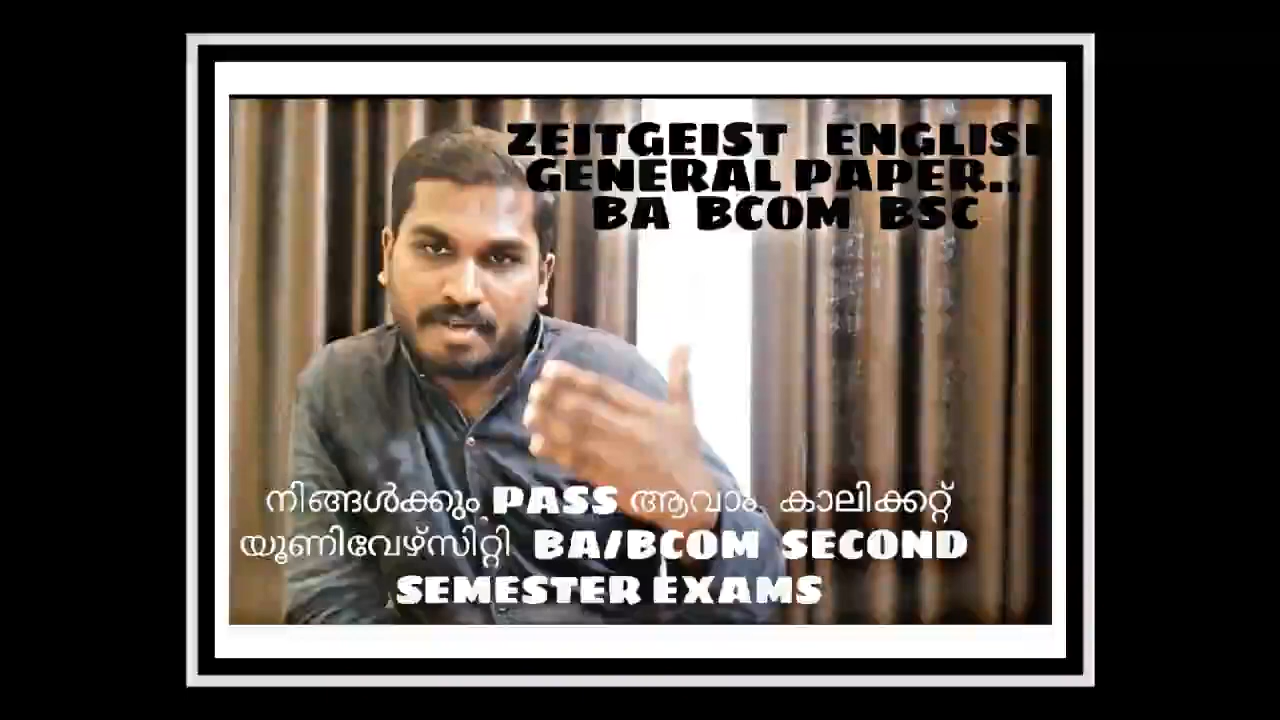 ZEITGEIST ENGLISH
GENERAL PAPER..
BA BCOM BSC
നിങ്ങൾക്കും PASS ആവാം കാലിക്കറ്റ്
യൂണിവേഴ്സിറ്റി BA/BCOM SECOND
SEMESTER EXAMS